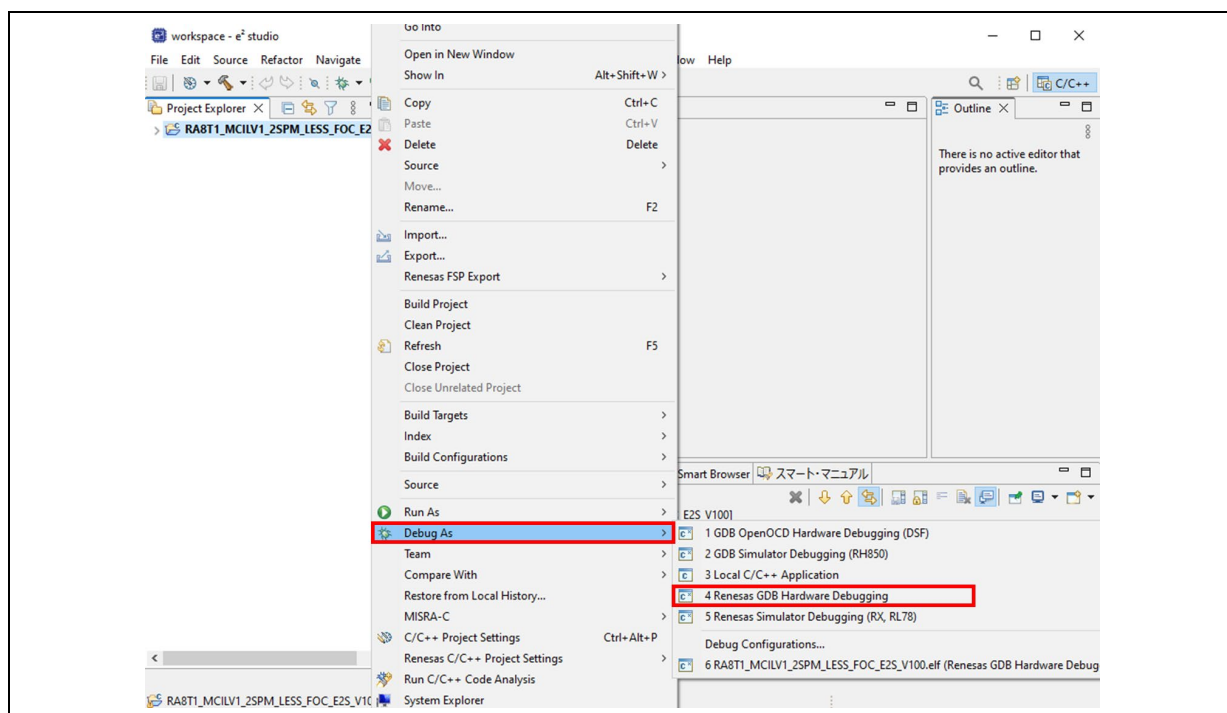 workspace - e² studio
File Edit Source Refactor Navigate
low Help
C/C++
Project Explorer
RA8T1_MCILV1_2SPM_LESS_FOC_E2
Outline
There is no active editor that
provides an outline.
Go Into
Open in New Window
Show In Alt+Shift+W >
Copy Ctrl+C
Paste Ctrl+V
Delete Delete
Source >
Move...
Rename... F2
Import...
Export...
Renesas FSP Export >
Build Project
Clean Project
Refresh F5
Close Project
Close Unrelated Project
Build Targets >
Index >
Build Configurations >
Source >
Run As >
Debug As >
Team >
Compare With >
Restore from Local History...
MISRA-C >
C/C++ Project Settings Ctrl+Alt+P
Renesas C/C++ Project Settings >
Run C/C++ Code Analysis
System Explorer
Smart Browser スマート・マニュアル
E2S V100]
1 GDB OpenOCD Hardware Debugging (DSF)
2 GDB Simulator Debugging (RH850)
3 Local C/C++ Application
4 Renesas GDB Hardware Debugging
5 Renesas Simulator Debugging (RX, RL78)
Debug Configurations...
6 RA8T1_MCILV1_2SPM_LESS_FOC_E2S_V100.elf (Renesas GDB Hardware Debug
RA8T1_MCILV1_2SPM_LESS_FOC_E2S_V10